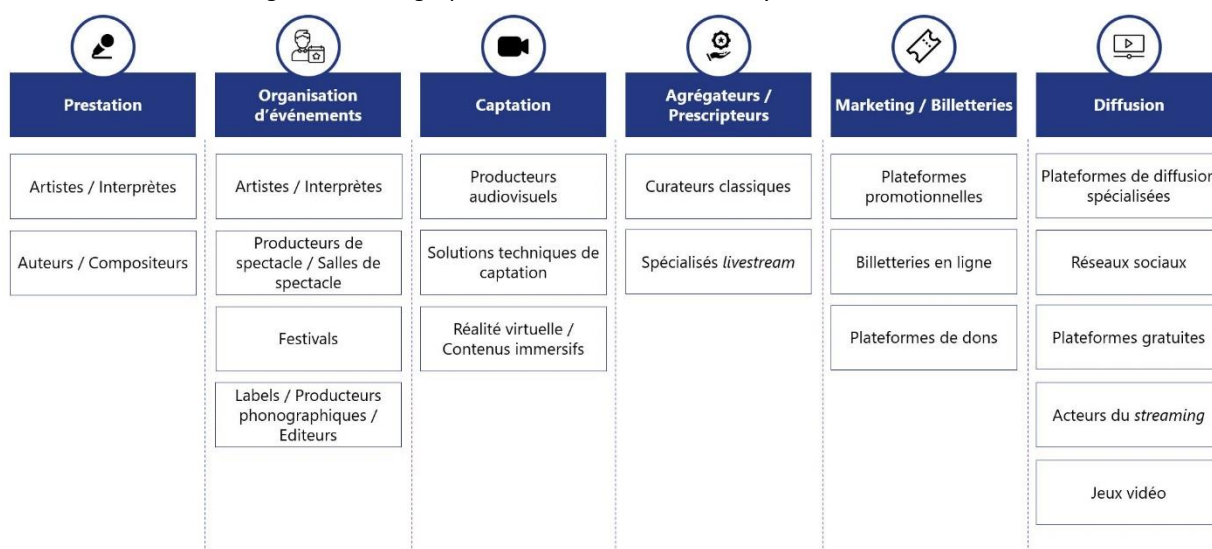 Prestation
Organisation
d'événements
Captation
Agrégateurs /
Prescripteurs
Marketing / Billetteries
Diffusion
Artistes / Interprètes
Auteurs / Compositeurs
Artistes / Interprètes
Producteurs de
spectacle / Salles de
spectacle
Festivals
Labels / Producteurs
phonographiques /
Editeurs
Producteurs
audiovisuels
Solutions techniques de
captation
Réalité virtuelle /
Contenus immersifs
Curateurs classiques
Spécialisés livestream
Plateformes
promotionnelles
Billetteries en ligne
Plateformes de dons
Plateformes de diffusion
spécialisées
Réseaux sociaux
Plateformes gratuites
Acteurs du streaming
Jeux vidéo